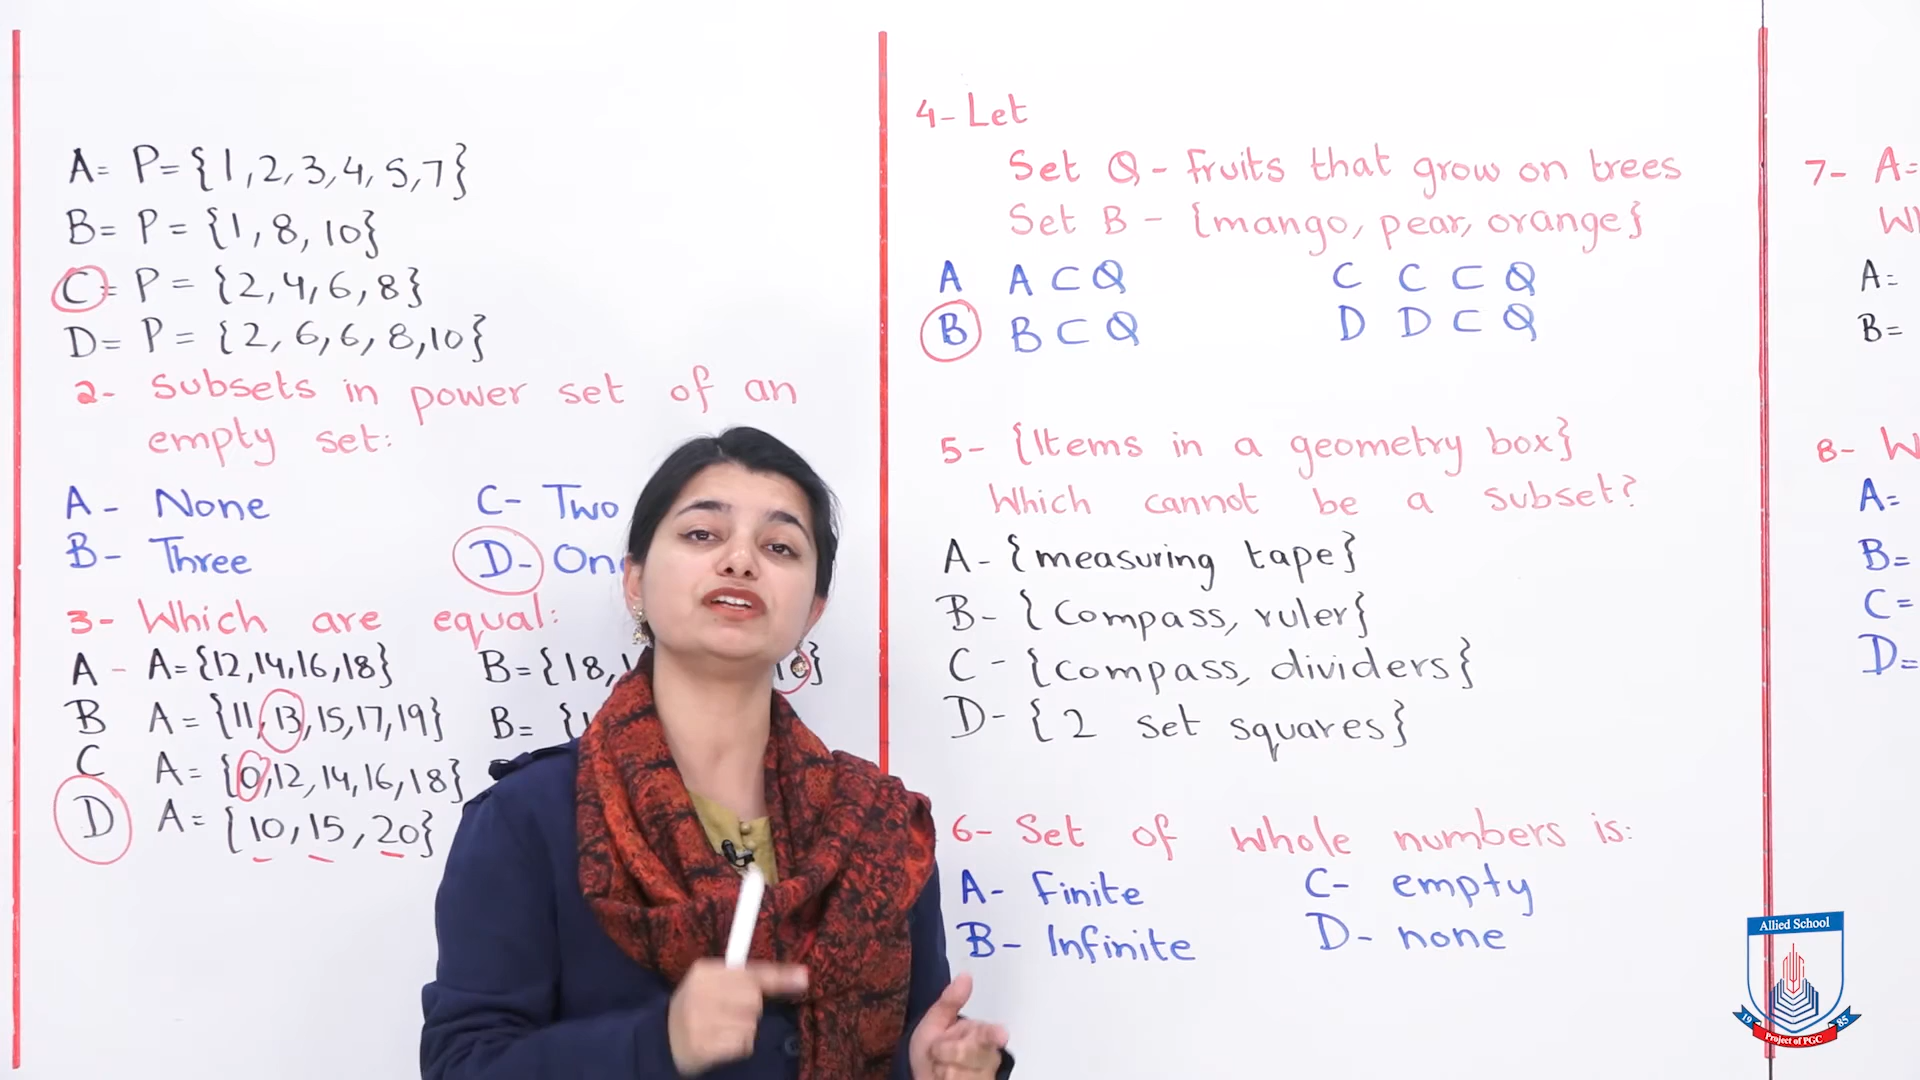 A= P= {1, 2, 3, 4, 5, 7}
B= P = {1, 8, 10}
C= P = {2, 4, 6, 8}
D= P = {2, 6, 6, 8, 10}
2- Subsets in power set of an
empty set:
A - None
C- Two
B- Three
D-
3- Which are equal:
A - A={12,14,16,18}
B={18,
B A = {11, 13, 15, 17, 19}
B= {
C A= {0,12,14,16,18}
D A= {10, 15, 20}
4- Let
Set Q - fruits that grow on trees
Set B - {mango, pear, orange}
A A ⊂ Q
C C ⊂ Q
B B ⊂ Q
D D ⊂ Q
5- {Items in a geometry box}
Which cannot be a subset?
A- {measuring tape}
B- {Compass, ruler}
C - {compass, dividers}
D- {2 set squares}
6- Set of whole numbers is:
A- Finite
C- empty
B- Infinite
D- none
7- A=
A=
B=
8-
A=
B=
C=
D=
Allied School
19 85
Project of PGC